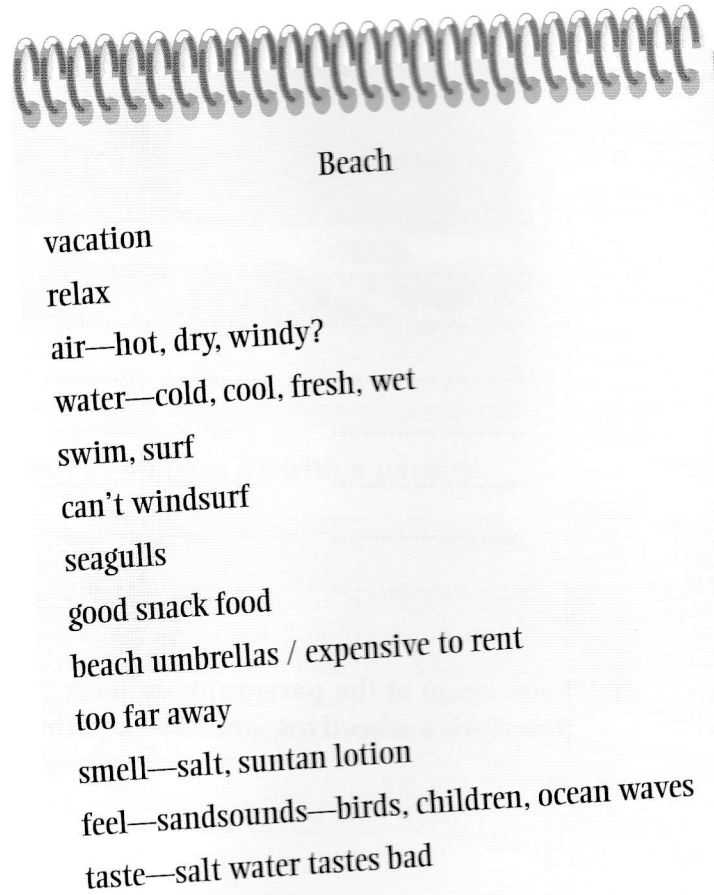 Beach
vacation
relax
air—hot, dry, windy?
water—cold, cool, fresh, wet
swim, surf
can't windsurf
seagulls
good snack food
beach umbrellas / expensive to rent
too far away
smell—salt, suntan lotion
feel—sandsounds—birds, children, ocean waves
taste—salt water tastes bad